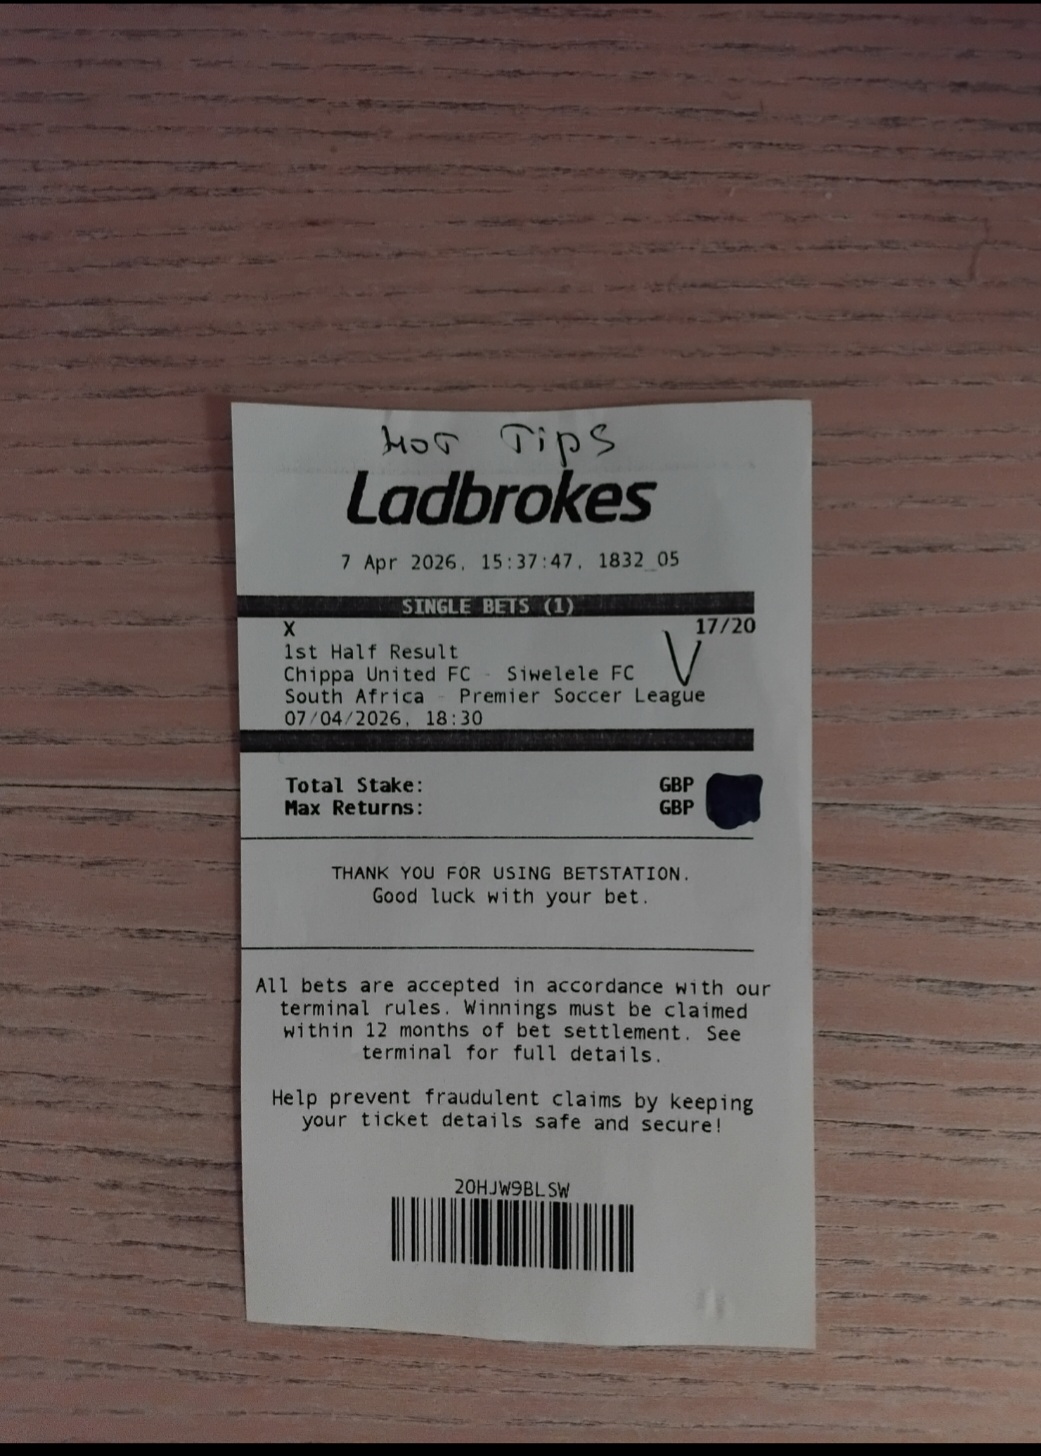 HOT TipS
Ladbrokes
7 Apr 2026, 15:37:47, 1832_05
SINGLE BETS (1)
X 17/20
1st Half Result
Chippa United FC - Siwelele FC
South Africa - Premier Soccer League
07/04/2026, 18:30
Total Stake: GBP
Max Returns: GBP
THANK YOU FOR USING BETSTATION.
Good luck with your bet.
All bets are accepted in accordance with our
terminal rules. Winnings must be claimed
within 12 months of bet settlement. See
terminal for full details.
Help prevent fraudulent claims by keeping
your ticket details safe and secure!
20HJW9BLSW